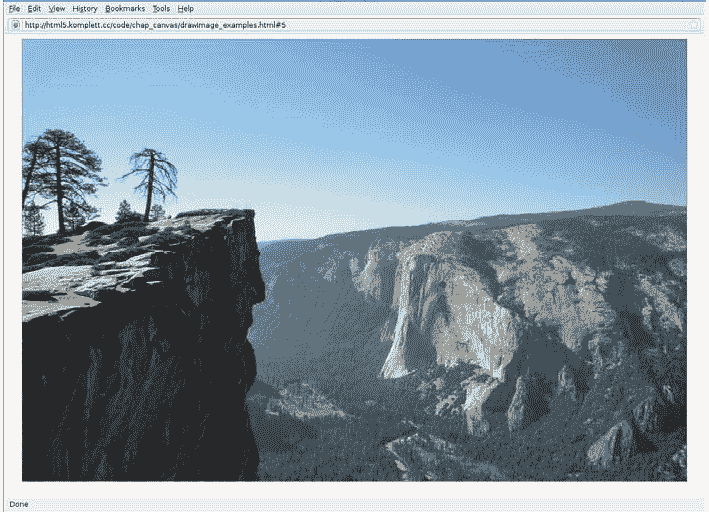 File Edit View History Bookmarks Tools Help
http://html5.komplett.cc/code/chap_canvas/drawImage_examples.html#5
Done